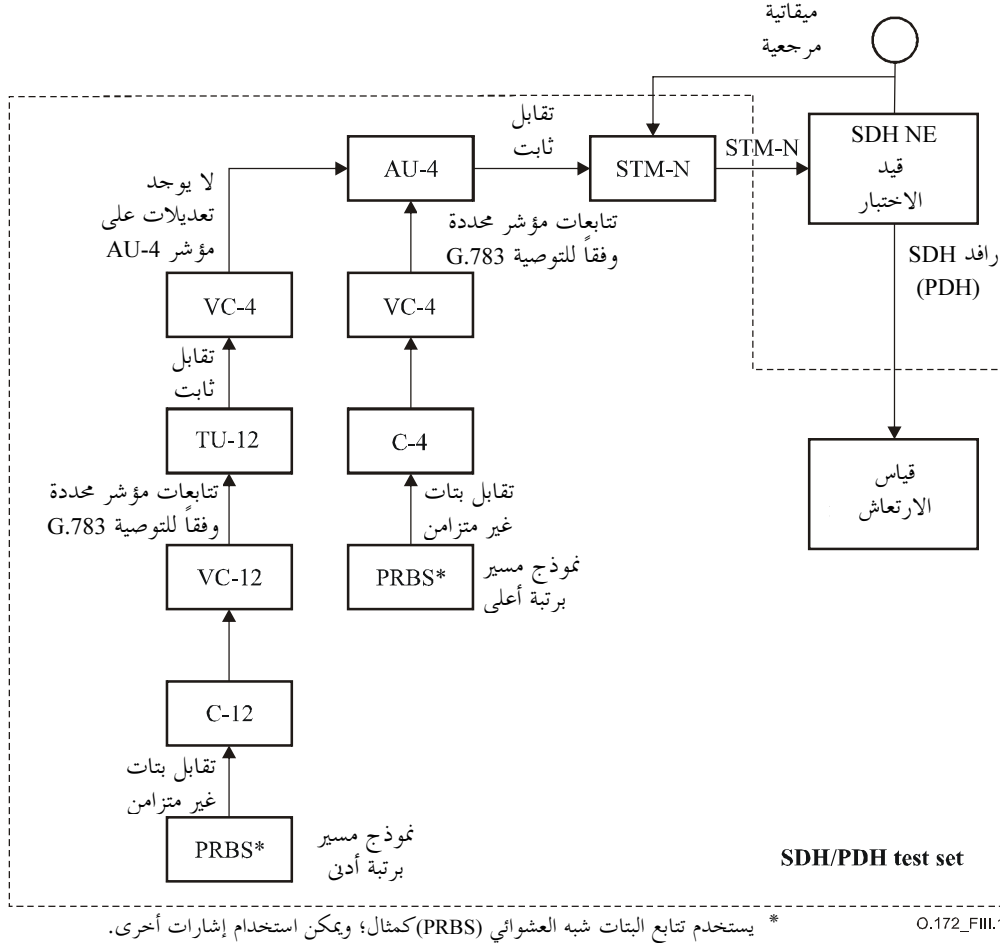 ميقاتية
مرجعية
تقابل
ثابت
AU-4
STM-N
STM-N
SDH NE
قيد
الاختبار
لا يوجد
تعديلات على
مؤشر AU-4
تتابعات مؤشر محددة
وفقاً للتوصية G.783
رافد SDH
(PDH)
VC-4
VC-4
تقابل
ثابت
TU-12
C-4
قياس
الارتعاش
تتابعات مؤشر محددة
وفقاً للتوصية G.783
تقابل بتات
غير متزامن
VC-12
PRBS*
نموذج مسير
برتبة أعلى
C-12
تقابل بتات
غير متزامن
PRBS*
نموذج مسير
برتبة أدنى
SDH/PDH test set
* يستخدم تتابع البتات شبه العشوائي (PRBS)كمثال؛ ويمكن استخدام إشارات أخرى.
O.172_FIII.1